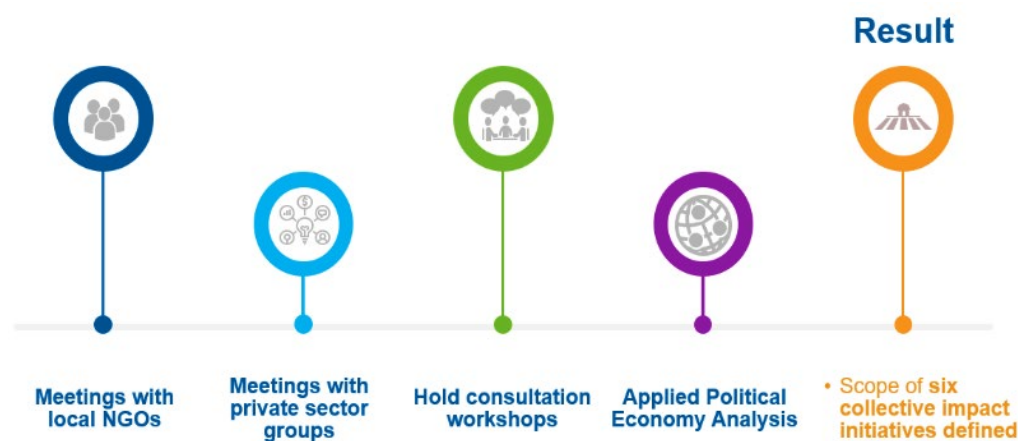 Result
Meetings with
local NGOs
Meetings with
private sector
groups
Hold consultation
workshops
Applied Political
Economy Analysis
• Scope of six
collective impact
initiatives defined